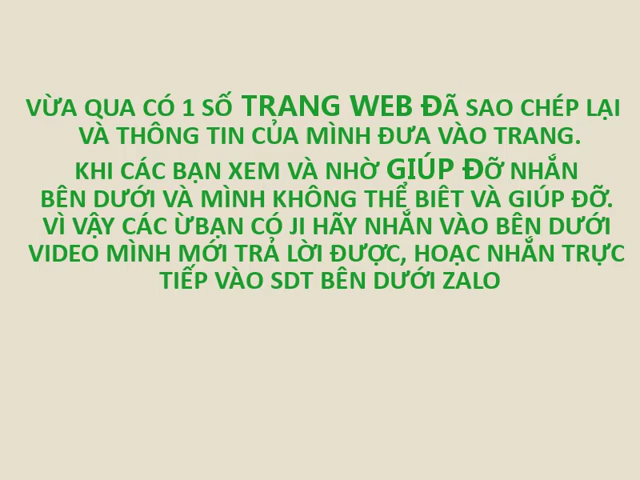 VỪA QUA CÓ 1 SỐ TRANG WEB ĐÃ SAO CHÉP LẠI
VÀ THÔNG TIN CỦA MÌNH ĐƯA VÀO TRANG.
KHI CÁC BẠN XEM VÀ NHỜ GIÚP ĐỠ NHẮN
BÊN DƯỚI VÀ MÌNH KHÔNG THỂ BIÊT VÀ GIÚP ĐỠ.
VÌ VẬY CÁC ỪBẠN CÓ JI HÃY NHẮN VÀO BÊN DƯỚI
VIDEO MÌNH MỚI TRẢ LỜI ĐƯỢC, HOẠC NHẮN TRỰC
TIẾP VÀO SDT BÊN DƯỚI ZALO